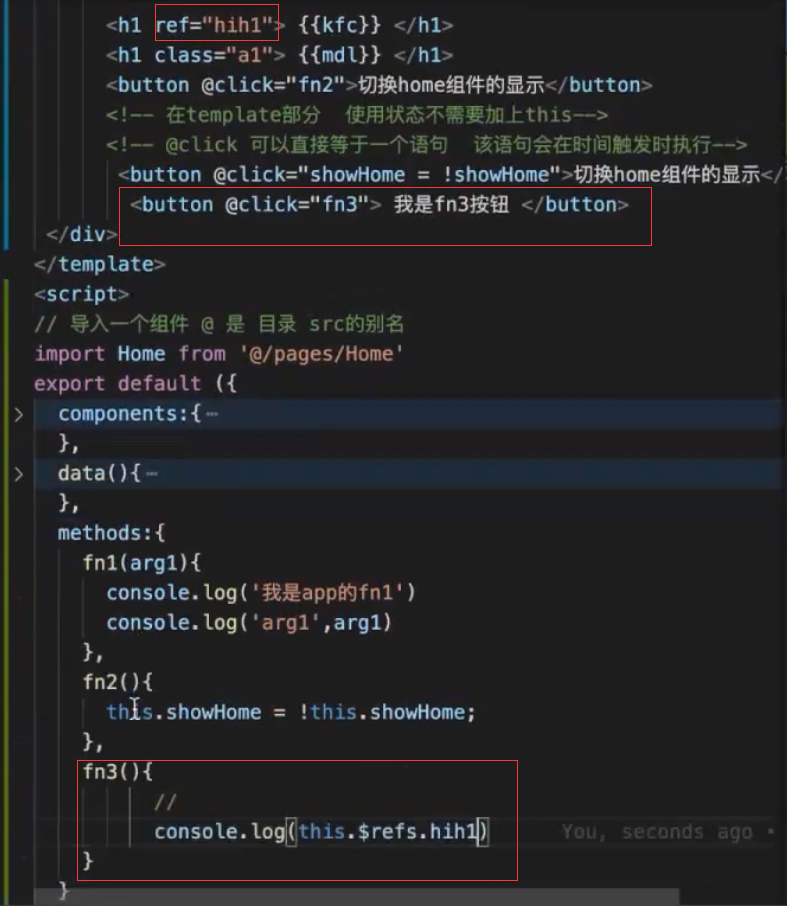 <h1 ref="hih1"> {{kfc}} </h1>
<h1 class="a1"> {{mdl}} </h1>
<button @click="fn2">切换home组件的显示</button>
<!-- 在template部分  使用状态不需要加上this-->
<!-- @click 可以直接等于一个语句  该语句会在时间触发时执行-->
<button @click="showHome = !showHome">切换home组件的显示</
<button @click="fn3"> 我是fn3按钮 </button>
</div>
</template>
<script>
// 导入一个组件 @ 是 目录 src的别名
import Home from '@/pages/Home'
export default ({
components:{…
},
data(){…
},
methods:{
fn1(arg1){
console.log('我是app的fn1')
console.log('arg1',arg1)
},
fn2(){
this.showHome = !this.showHome;
},
fn3(){
//
console.log(this.$refs.hih1) You, seconds ago •
}
}